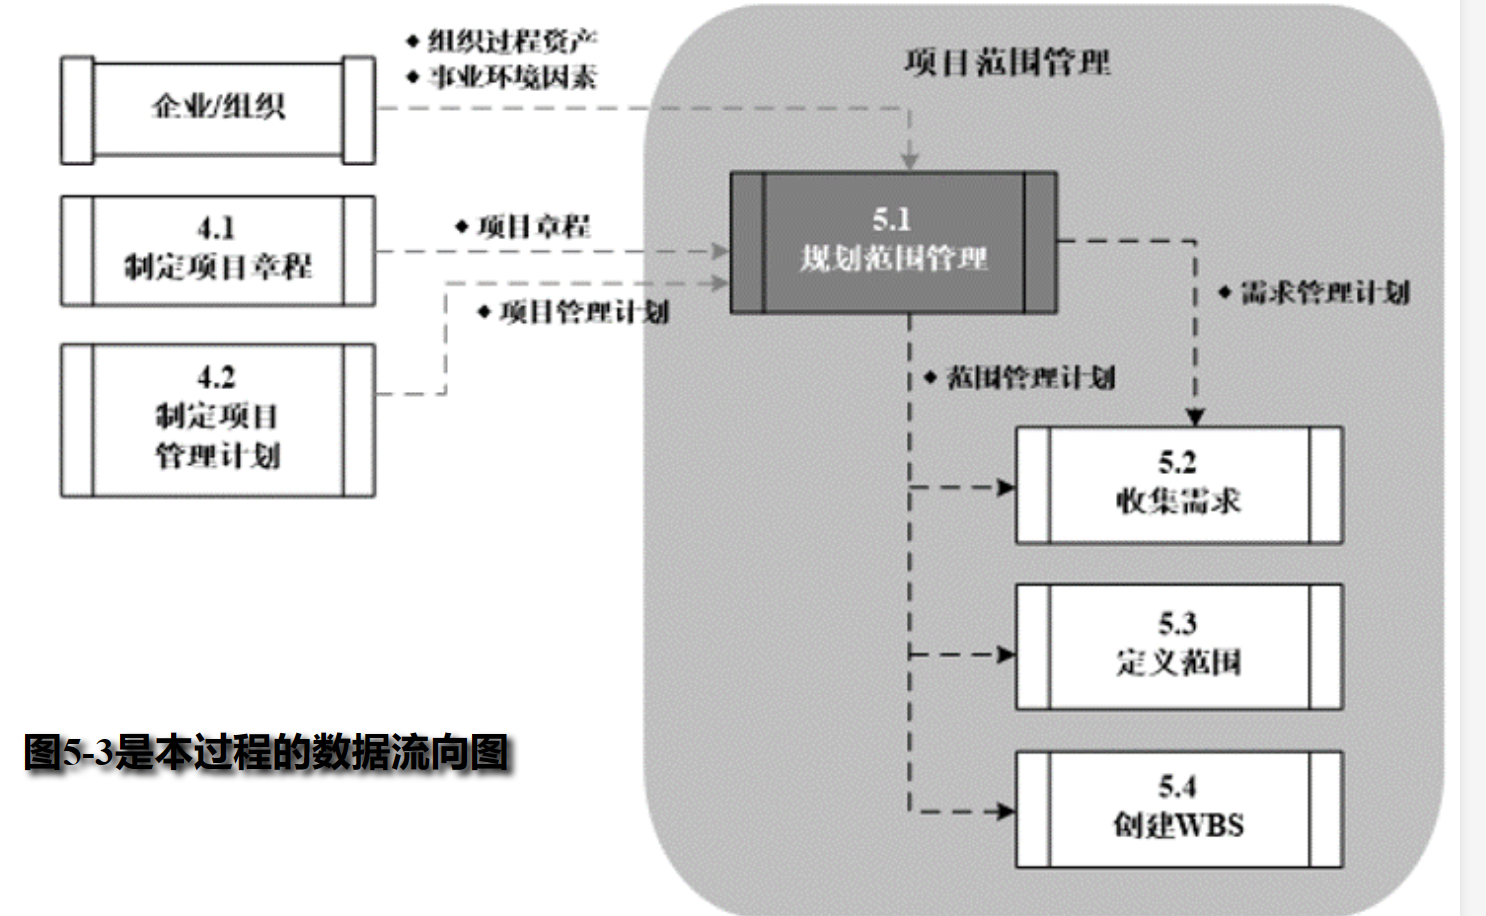 ◆ 组织过程资产
◆ 事业环境因素
项目范围管理
企业/组织
4.1
制定项目章程
◆ 项目章程
5.1
规划范围管理
◆ 项目管理计划
◆ 需求管理计划
4.2
制定项目
管理计划
◆ 范围管理计划
5.2
收集需求
5.3
定义范围
图5-3是本过程的数据流向图
5.4
创建WBS